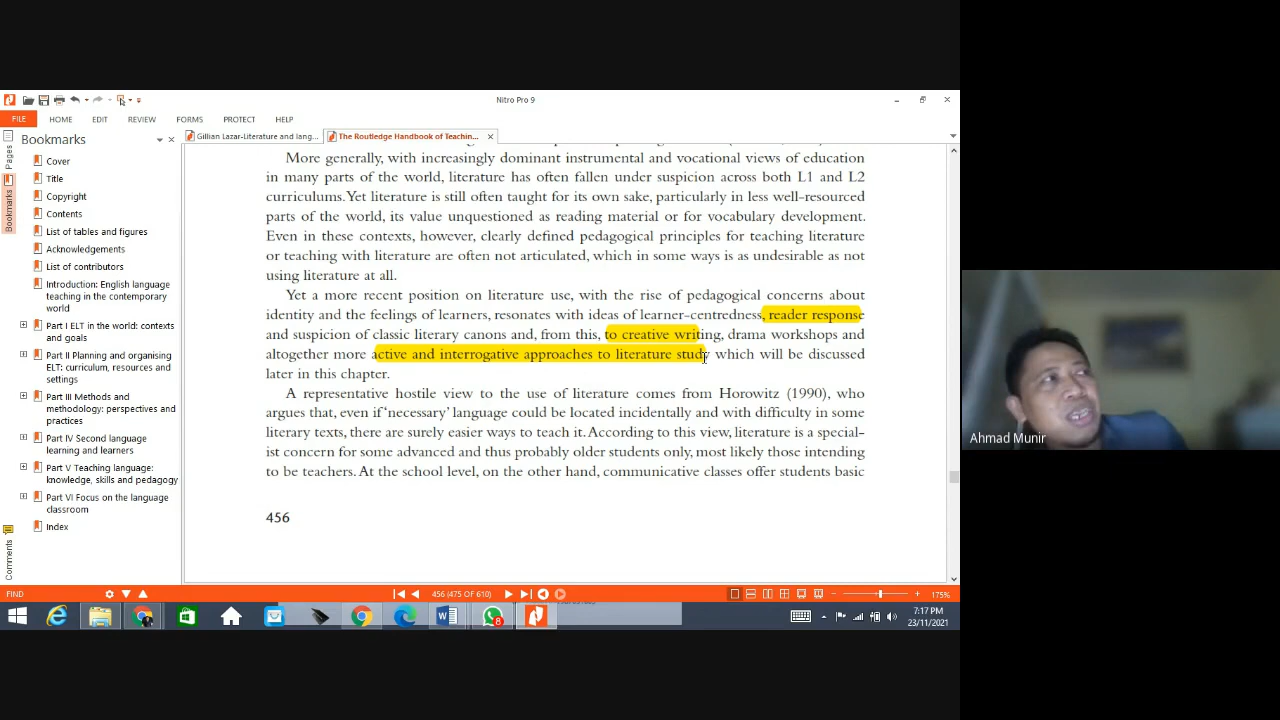 Nitro Pro 9
FILE HOME EDIT REVIEW FORMS PROTECT HELP
Gillian Lazar-Literature and lang...
The Routledge Handbook of Teachin...
Pages
Bookmarks
Comments
Bookmarks
Cover
Title
Copyright
Contents
List of tables and figures
Acknowledgements
List of contributors
Introduction: English language
teaching in the contemporary
world
Part I ELT in the world: contexts
and goals
Part II Planning and organising
ELT: curriculum, resources and
settings
Part III Methods and
methodology: perspectives and
practices
Part IV Second language
learning and learners
Part V Teaching language:
knowledge, skills and pedagogy
Part VI Focus on the language
classroom
Index
More generally, with increasingly dominant instrumental and vocational views of education
in many parts of the world, literature has often fallen under suspicion across both L1 and L2
curriculums. Yet literature is still often taught for its own sake, particularly in less well-resourced
parts of the world, its value unquestioned as reading material or for vocabulary development.
Even in these contexts, however, clearly defined pedagogical principles for teaching literature
or teaching with literature are often not articulated, which in some ways is as undesirable as not
using literature at all.
Yet a more recent position on literature use, with the rise of pedagogical concerns about
identity and the feelings of learners, resonates with ideas of learner-centredness, reader response
and suspicion of classic literary canons and, from this, to creative writing, drama workshops and
altogether more active and interrogative approaches to literature study which will be discussed
later in this chapter.
A representative hostile view to the use of literature comes from Horowitz (1990), who
argues that, even if 'necessary' language could be located incidentally and with difficulty in some
literary texts, there are surely easier ways to teach it. According to this view, literature is a special-
ist concern for some advanced and thus probably older students only, most likely those intending
to be teachers. At the school level, on the other hand, communicative classes offer students basic
456
FIND
456 (475 of 610)
175%
8
7:17 PM
23/11/2021
Ahmad Munir